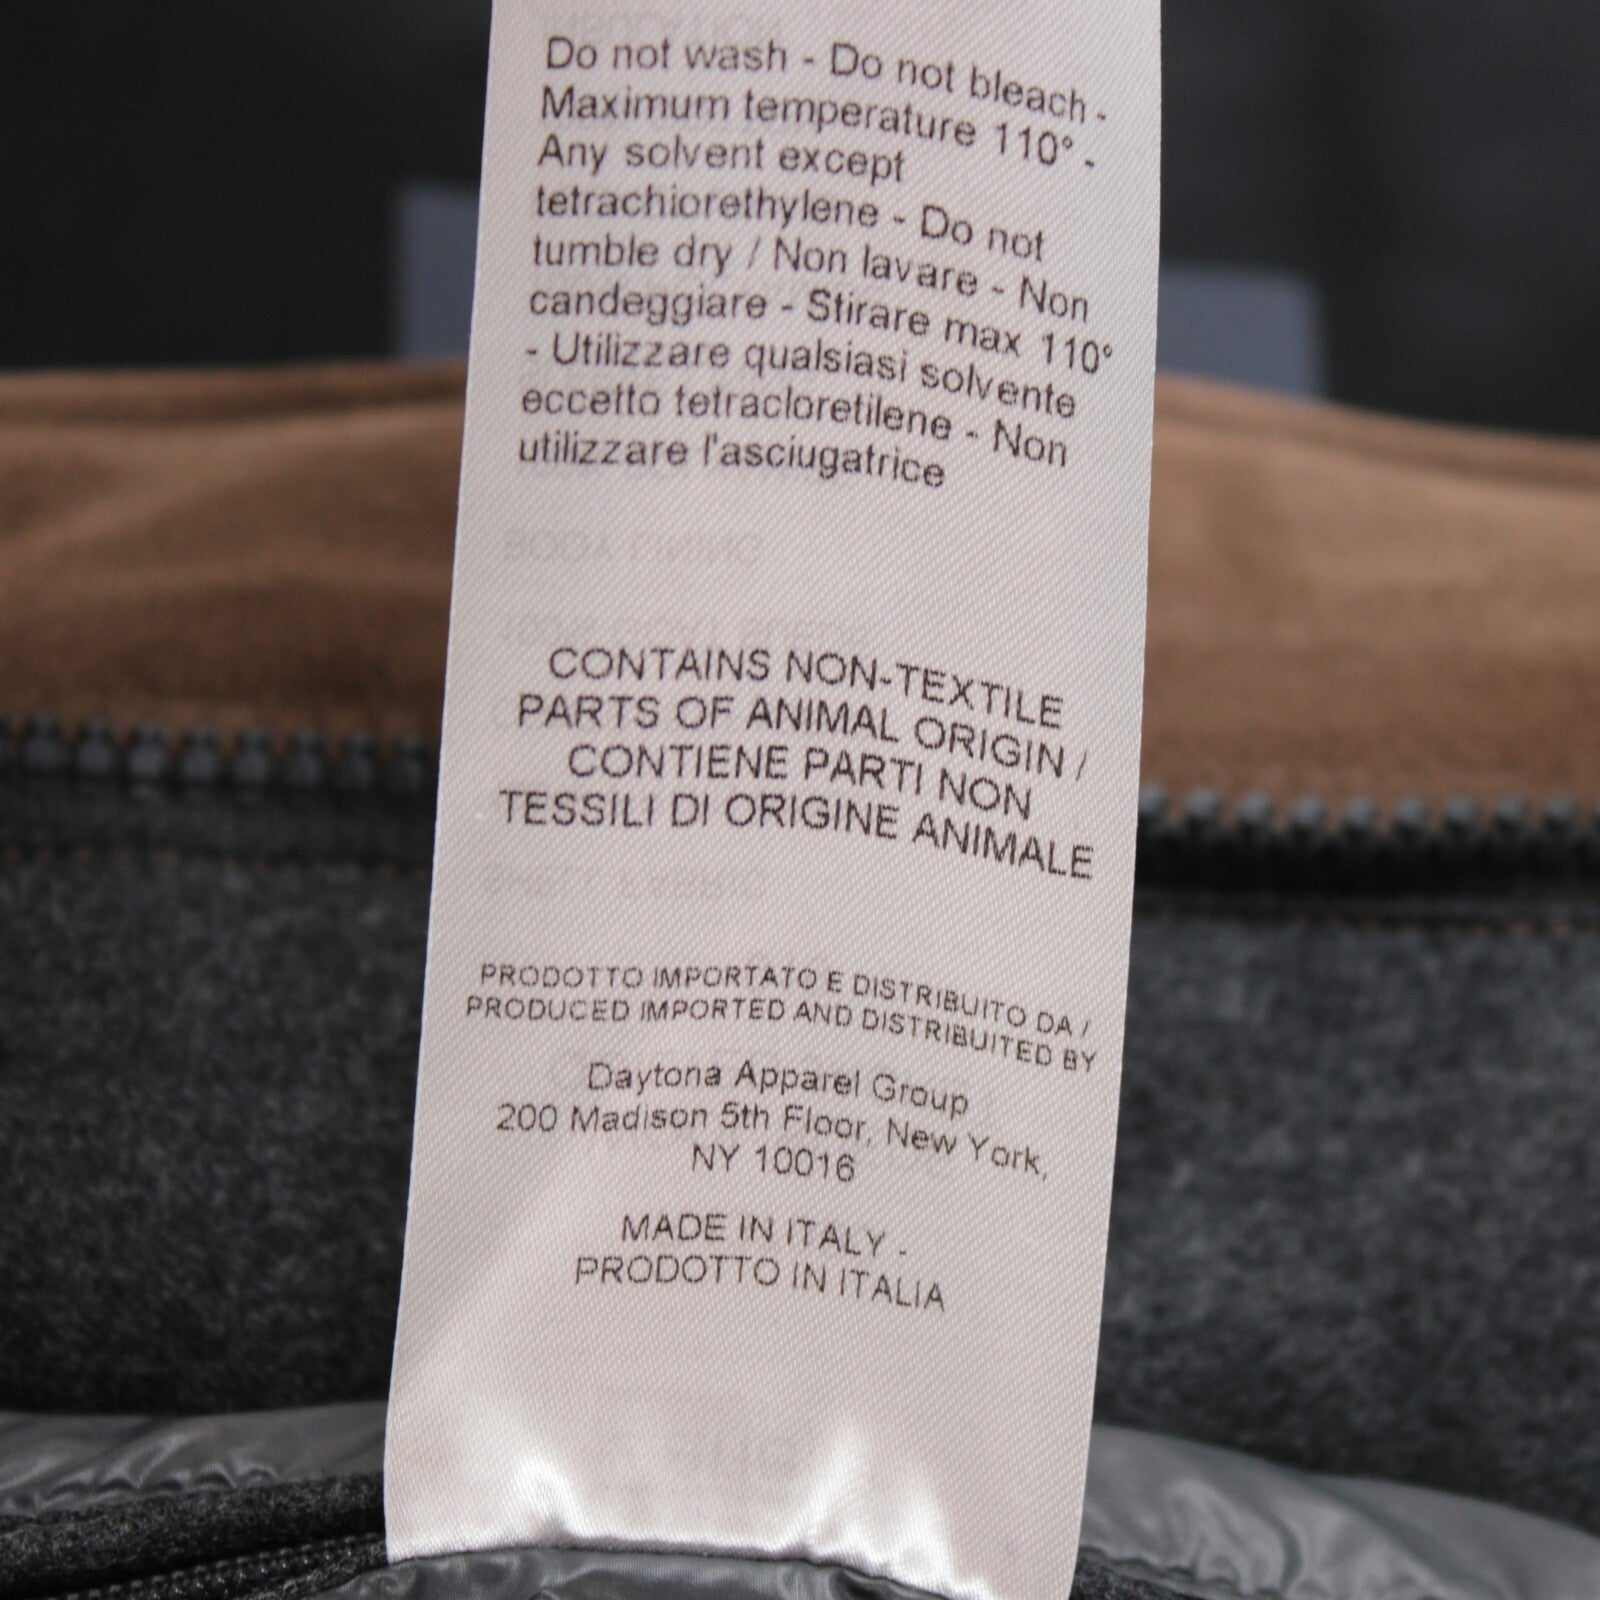 Do not wash - Do not bleach -
Maximum temperature 110° -
Any solvent except
tetrachiorethylene - Do not
tumble dry / Non lavare - Non
candeggiare - Stirare max 110°
- Utilizzare qualsiasi solvente
eccetto tetracloretilene - Non
utilizzare l'asciugatrice
CONTAINS NON-TEXTILE
PARTS OF ANIMAL ORIGIN /
CONTIENE PARTI NON
TESSILI DI ORIGINE ANIMALE
PRODOTTO IMPORTATO E DISTRIBUITO DA /
PRODUCED IMPORTED AND DISTRIBUITED BY
Daytona Apparel Group
200 Madison 5th Floor, New York,
NY 10016
MADE IN ITALY -
PRODOTTO IN ITALIA